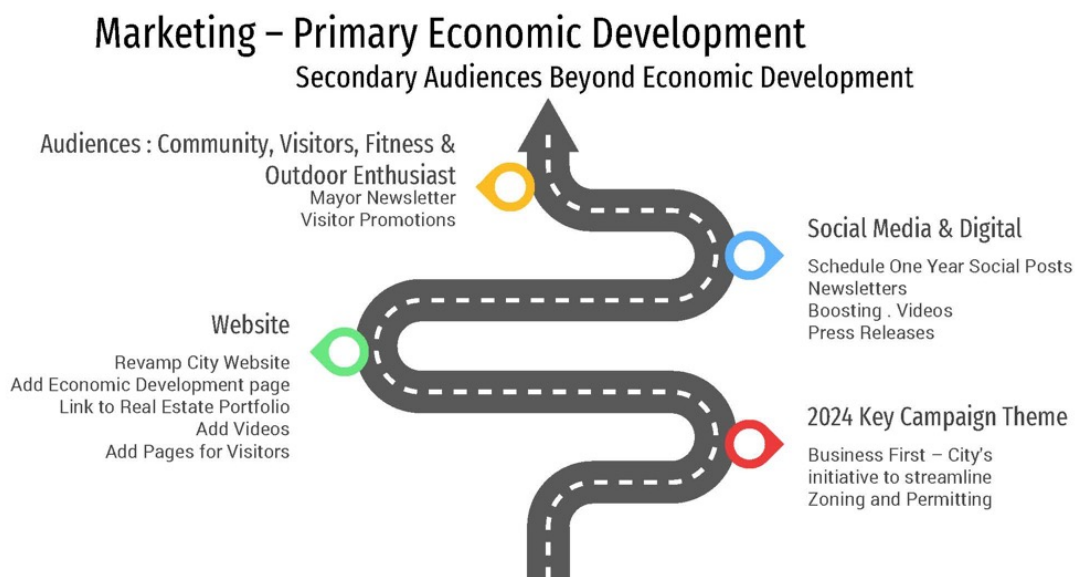 Marketing – Primary Economic Development
Secondary Audiences Beyond Economic Development
Audiences : Community, Visitors, Fitness &
Outdoor Enthusiast
Mayor Newsletter
Visitor Promotions
Social Media & Digital
Schedule One Year Social Posts
Newsletters
Boosting . Videos
Press Releases
Website
Revamp City Website
Add Economic Development page
Link to Real Estate Portfolio
Add Videos
Add Pages for Visitors
2024 Key Campaign Theme
Business First – City's
initiative to streamline
Zoning and Permitting